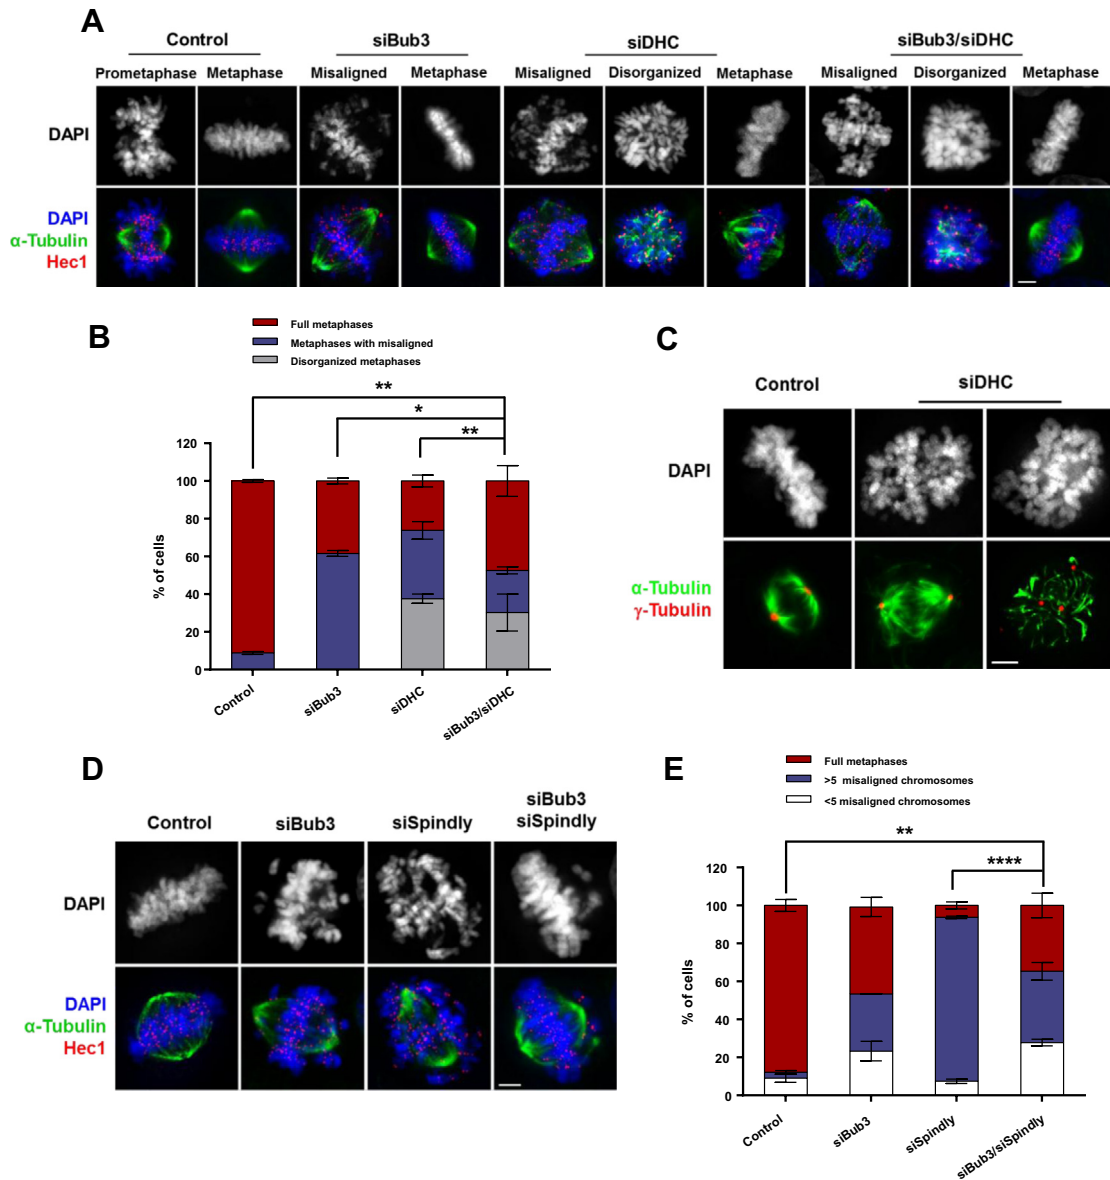 A
Control
siBub3
siDHC
siBub3/siDHC
Prometaphase
Metaphase
Misaligned
Metaphase
Misaligned
Disorganized
Metaphase
Misaligned
Disorganized
Metaphase
DAPI
DAPI
α-Tubulin
Hec1
B
Full metaphases
Metaphases with misaligned
Disorganized metaphases
**
*
**
120
100
80
60
40
20
0
% of cells
Control
siBub3
siDHC
siBub3/siDHC
C
Control
siDHC
DAPI
α-Tubulin
γ-Tubulin
D
Control
siBub3
siSpindly
siBub3
siSpindly
DAPI
DAPI
α-Tubulin
Hec1
E
Full metaphases
>5 misaligned chromosomes
<5 misaligned chromosomes
**
****
120
100
80
60
40
20
0
% of cells
Control
siBub3
siSpindly
siBub3/siSpindly